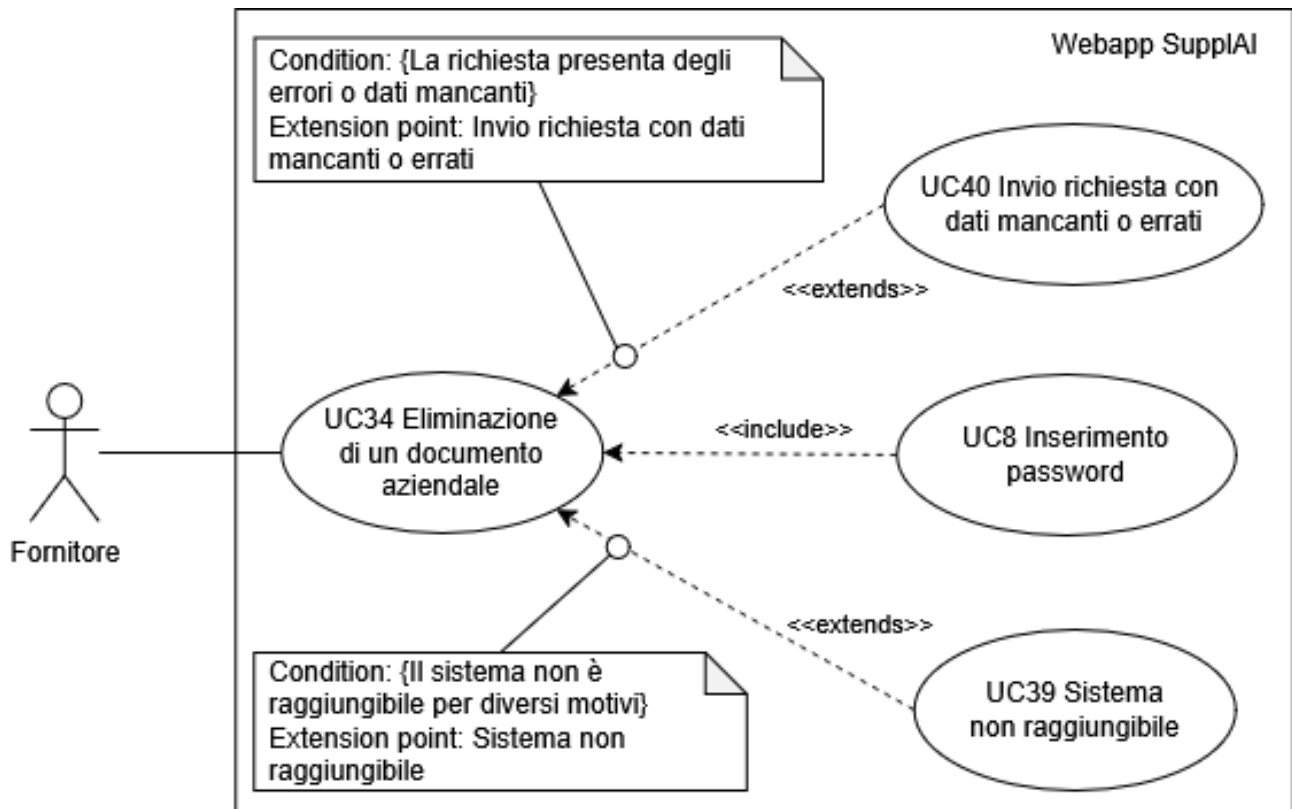 Webapp SupplAI
Condition: {La richiesta presenta degli
errori o dati mancanti}
Extension point: Invio richiesta con dati
mancanti o errati
UC40 Invio richiesta con
dati mancanti o errati
<<extends>>
Fornitore
UC34 Eliminazione
di un documento
aziendale
<<include>>
UC8 Inserimento
password
<<extends>>
Condition: {Il sistema non è
raggiungibile per diversi motivi}
Extension point: Sistema non
raggiungibile
UC39 Sistema
non raggiungibile